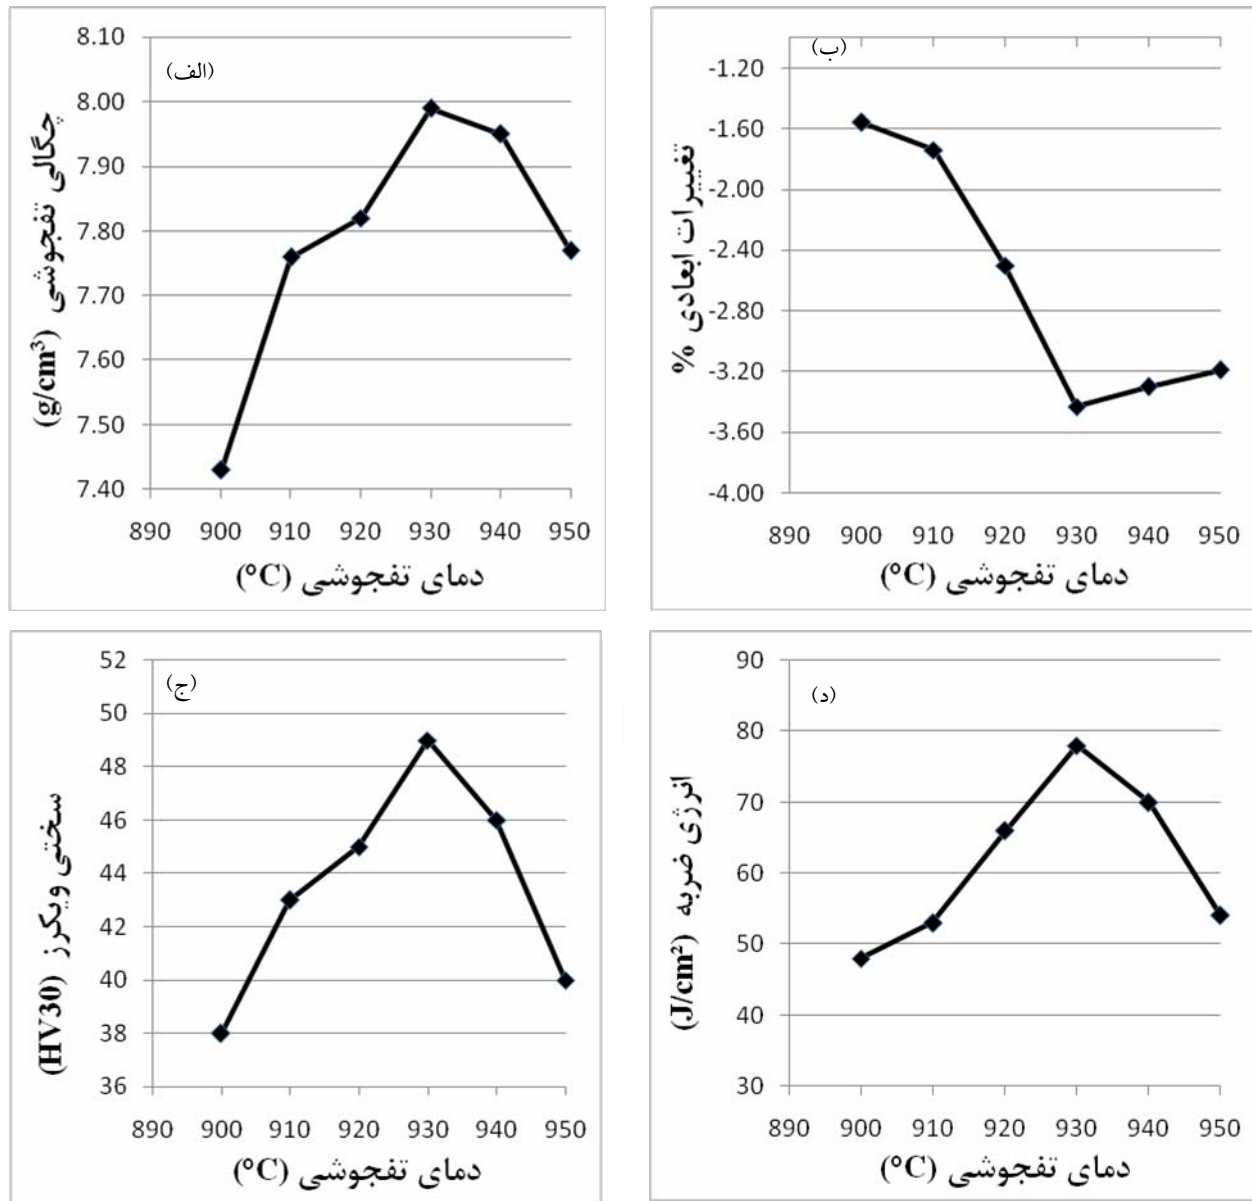 (الف)
چگالی تفجوشی (g/cm³)
8.10
8.00
7.90
7.80
7.70
7.60
7.50
7.40
890 900 910 920 930 940 950
دمای تفجوشی (°C)
(ب)
تغییرات ابعادی %
-1.20
-1.60
-2.00
-2.40
-2.80
-3.20
-3.60
-4.00
890 900 910 920 930 940 950
دمای تفجوشی (°C)
(ج)
سختی ویکرز (HV30)
52
50
48
46
44
42
40
38
36
890 900 910 920 930 940 950
دمای تفجوشی (°C)
(د)
انرژی ضربه (J/cm²)
90
80
70
60
50
40
30
890 900 910 920 930 940 950
دمای تفجوشی (°C)